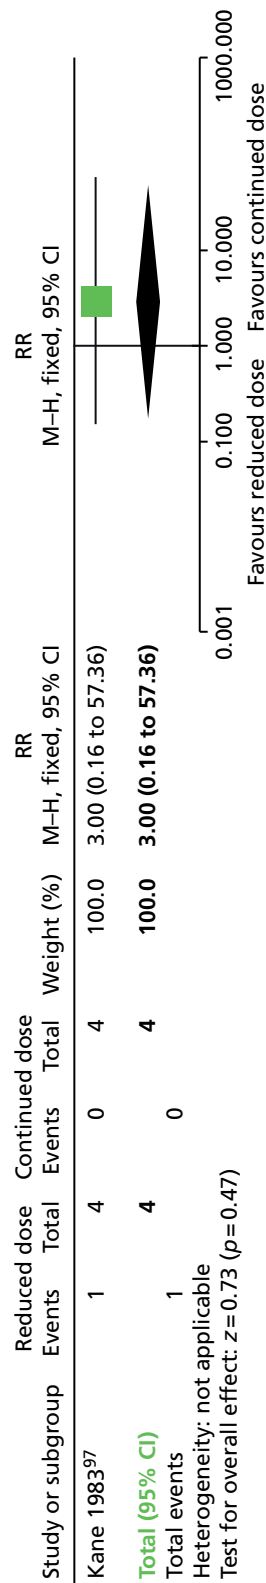 Reduced dose Continued dose RR RR
Study or subgroup Events Total Events Total Weight (%) M–H, fixed, 95% CI M–H, fixed, 95% CI
Kane 1983⁹⁷ 1 4 0 4 100.0 3.00 (0.16 to 57.36)
Total (95% CI) 4 4 100.0 3.00 (0.16 to 57.36)
Total events 1 0
Heterogeneity: not applicable
Test for overall effect: z = 0.73 (p = 0.47)
0.001 0.100 1.000 10.000 1000.000
Favours reduced dose Favours continued dose